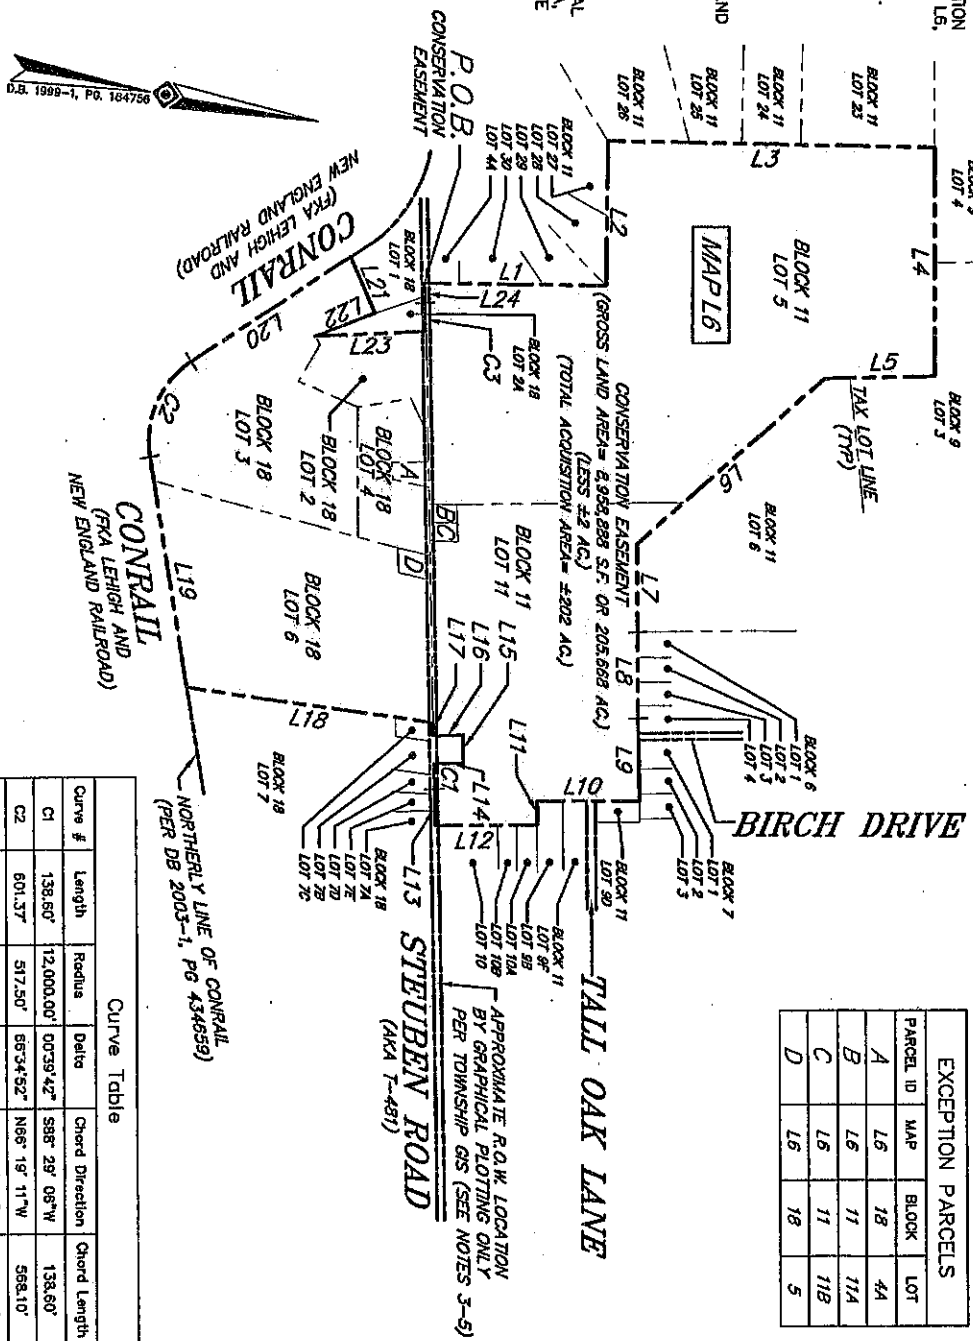 TION
L6,
AND
AL
E
D.B. 1999-1, PG. 184756
BLOCK 11
LOT 23
BLOCK 11
LOT 24
BLOCK 11
LOT 25
BLOCK 11
LOT 26
LOT 4
BLOCK 9
LOT 3
L3
L4
L5
L6
L7
L8
L9
L10
L11
L12
L13
L14
L15
L16
L17
L18
L19
L20
L21
L22
L23
L24
L1
L2
C1
C2
C3
BLOCK 11
LOT 5
MAP L6
TAX LOT LINE
(TYP)
BLOCK 11
LOT 6
BLOCK 11
LOT 27
LOT 28
LOT 29
LOT 30
LOT 4A
P.O.B.
CONSERVATION
EASEMENT
CONSERVATION EASEMENT
(GROSS LAND AREA= 8,958,888 S.F. OR 205.668 AC.)
(LESS ±2 AC.)
(TOTAL ACQUISITION AREA= ±202 AC.)
BLOCK 6
LOT 1
LOT 2
LOT 3
LOT 4
BLOCK 7
LOT 1
LOT 2
LOT 3
BIRCH DRIVE
BLOCK 11
LOT 9D
TALL OAK LANE
BLOCK 11
LOT 9F
LOT 9B
LOT 10A
LOT 10B
LOT 10
BLOCK 11
LOT 11
BLOCK 18
LOT 1
BLOCK 18
LOT 2A
BLOCK 18
LOT 4
BLOCK 18
LOT 2
BLOCK 18
LOT 3
BLOCK 18
LOT 6
BLOCK 18
LOT 7
BLOCK 18
LOT 7A
LOT 7E
LOT 7D
LOT 7B
LOT 7C
A
BC
D
STEUBEN ROAD
(AKA T-481)
APPROXIMATE R.O.W. LOCATION
BY GRAPHICAL PLOTTING ONLY
PER TOWNSHIP GIS (SEE NOTES 3-5)
CONRAIL
(FKA LEHIGH AND
NEW ENGLAND RAILROAD)
CONRAIL
(FKA LEHIGH AND
NEW ENGLAND RAILROAD)
NORTHERLY LINE OF CONRAIL
(PER DB 2003-1, PG 434659)
EXCEPTION PARCELS
PARCEL ID MAP BLOCK LOT
A L6 18 4A
B L6 11 11A
C L6 11 11B
D L6 18 5
Curve Table
Curve # Length Radius Delta Chord Direction Chord Length
C1 138.60' 12,000.00' 00°39'42" S88° 29' 06"W 138.60'
C2 601.37' 517.50' 66°34'52" N66° 19' 11"W 568.10'